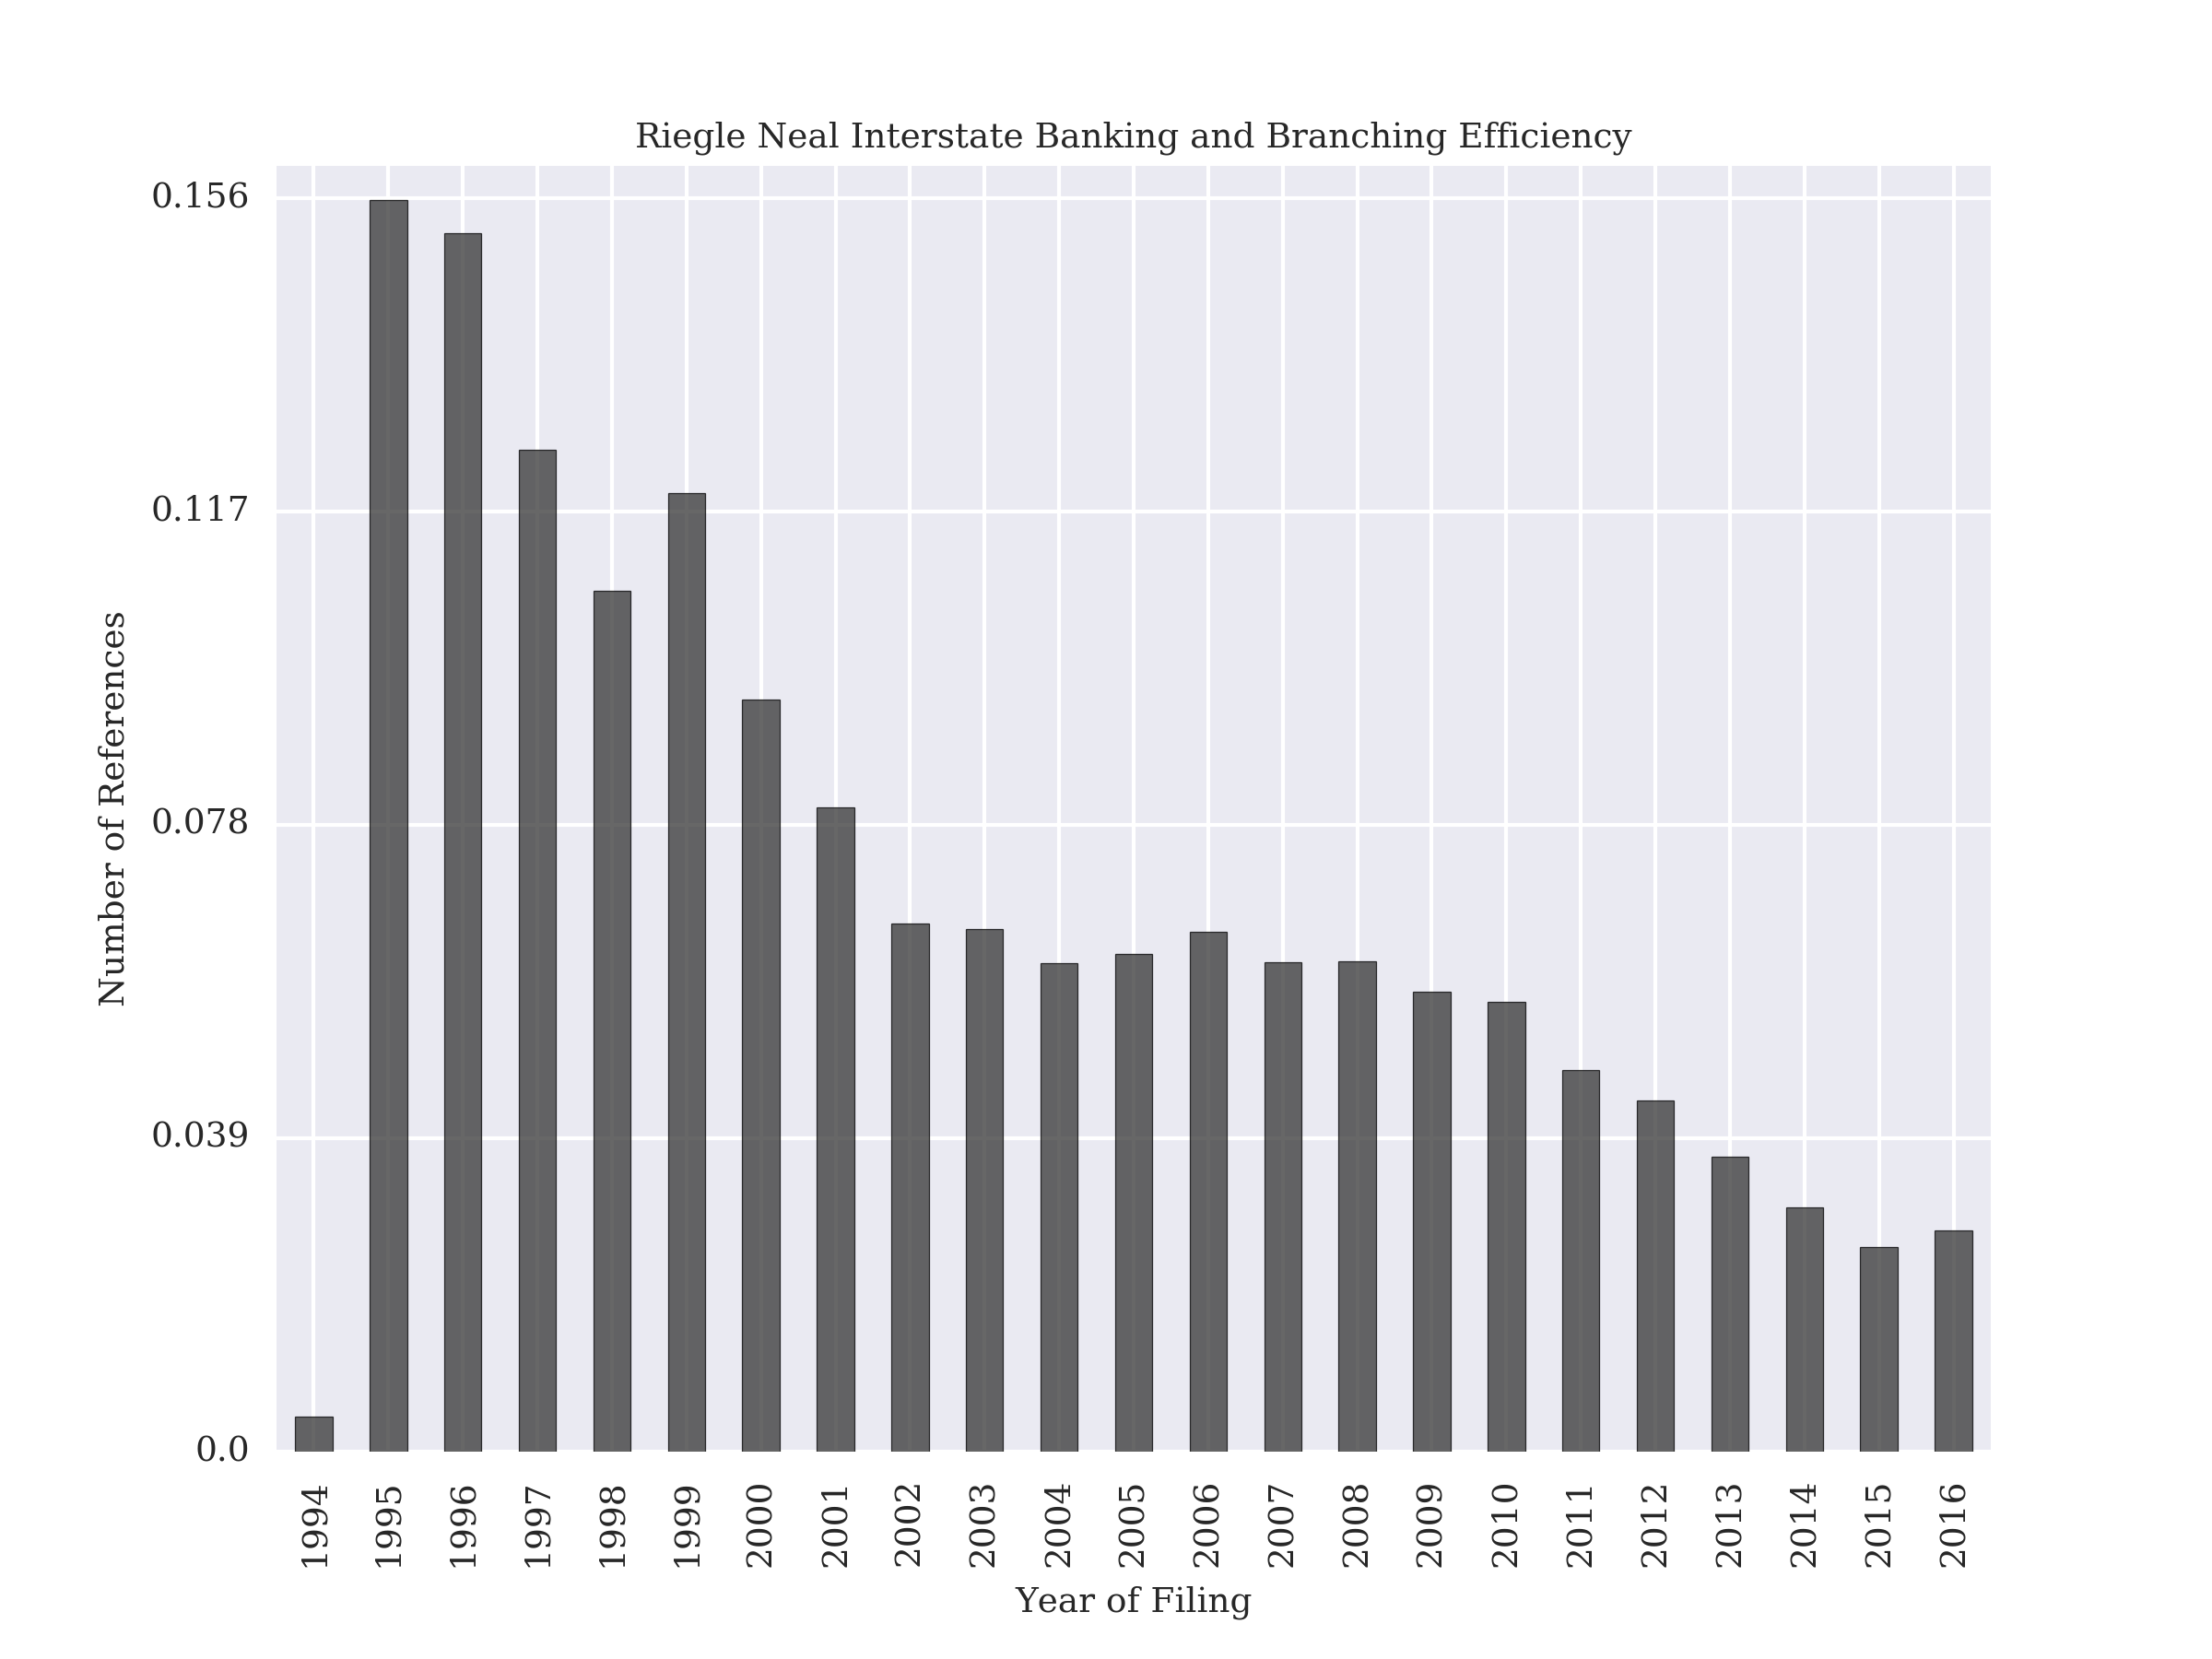 Riegle Neal Interstate Banking and Branching Efficiency
0.156
0.117
0.078
0.039
0.0
Number of References
1994 1995 1996 1997 1998 1999 2000 2001 2002 2003 2004 2005 2006 2007 2008 2009 2010 2011 2012 2013 2014 2015 2016
Year of Filing